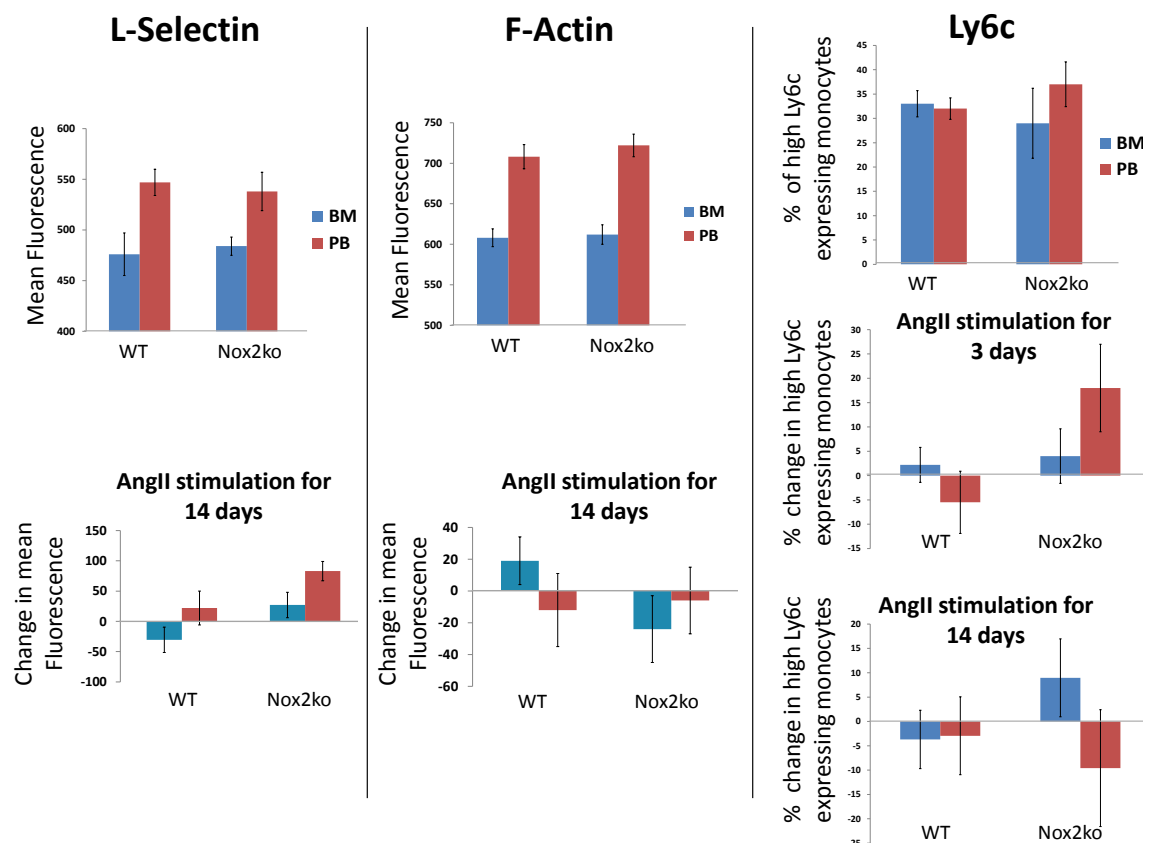 L-Selectin
600
550
500
450
400
Mean Fluorescence
WT
Nox2ko
BM
PB
AngII stimulation for
14 days
150
100
50
0
-50
-100
Change in mean
Fluorescence
WT
Nox2ko
F-Actin
750
700
650
600
550
500
Mean Fluorescence
WT
Nox2ko
BM
PB
AngII stimulation for
14 days
40
20
0
-20
-40
-60
Change in mean
Fluorescence
WT
Nox2ko
Ly6c
45
40
35
30
25
20
15
10
5
0
% of high Ly6c
expressing monocytes
WT
Nox2ko
BM
PB
AngII stimulation for
3 days
30
25
20
15
10
5
0
-5
-10
-15
% change in high Ly6c
expressing monocytes
WT
Nox2ko
AngII stimulation for
14 days
20
15
10
5
0
-5
-10
-15
-20
-25
% change in high Ly6c
expressing monocytes
WT
Nox2ko